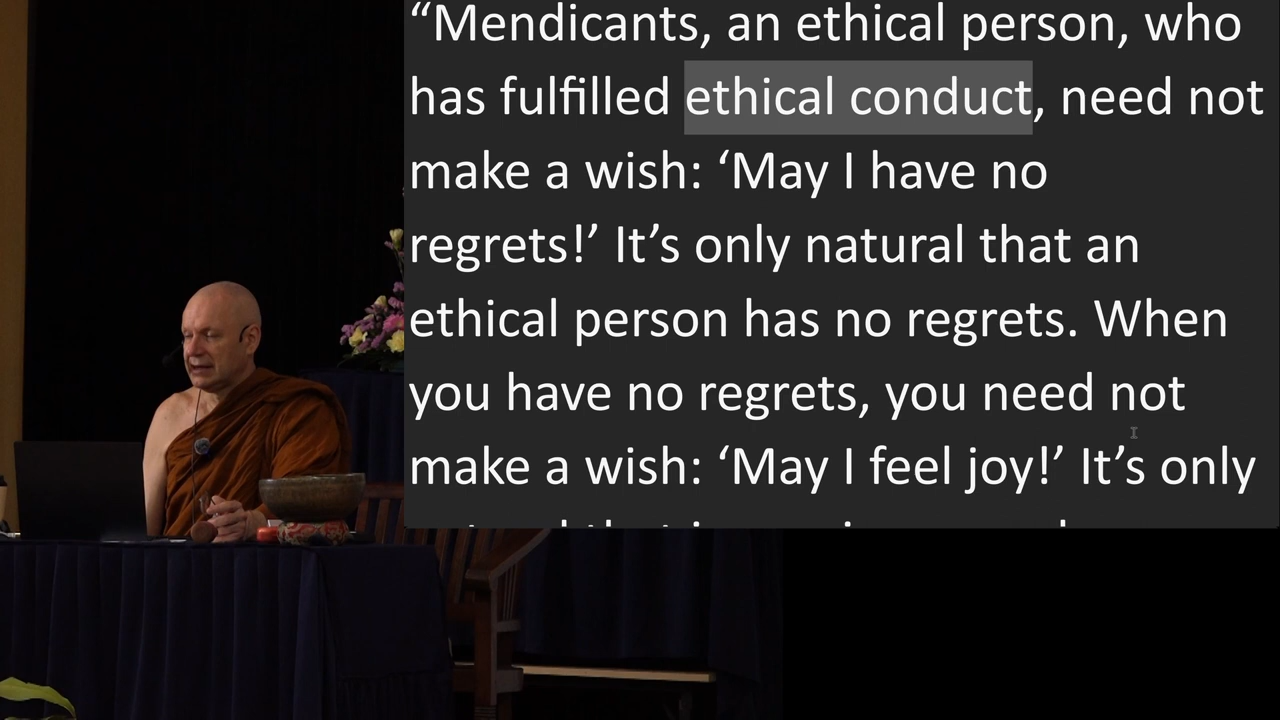 “Mendicants, an ethical person, who
has fulfilled ethical conduct, need not
make a wish: ‘May I have no
regrets!’ It’s only natural that an
ethical person has no regrets. When
you have no regrets, you need not
make a wish: ‘May I feel joy!’ It’s only